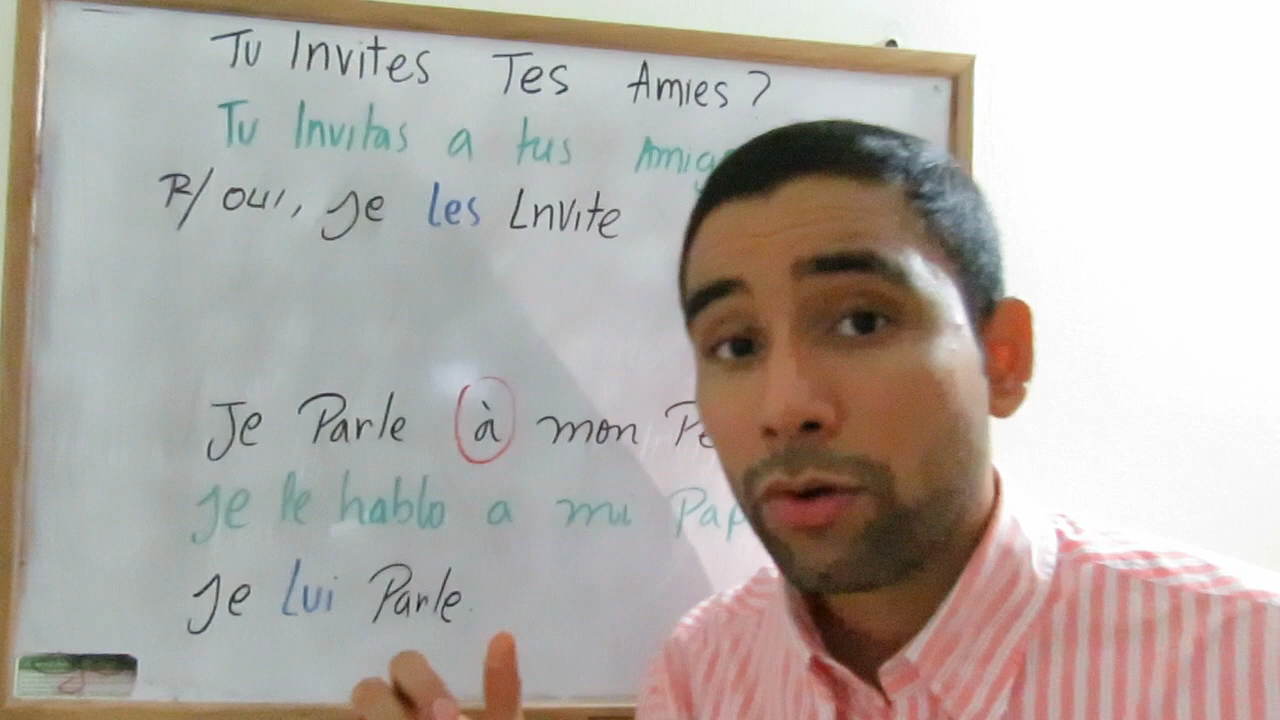 Tu Invites Tes Amies ?
Tu Invitas a tus
R/ oui, je les Lnvite
Je Parle à mon
je le hablo a mi
je Lui Parle.